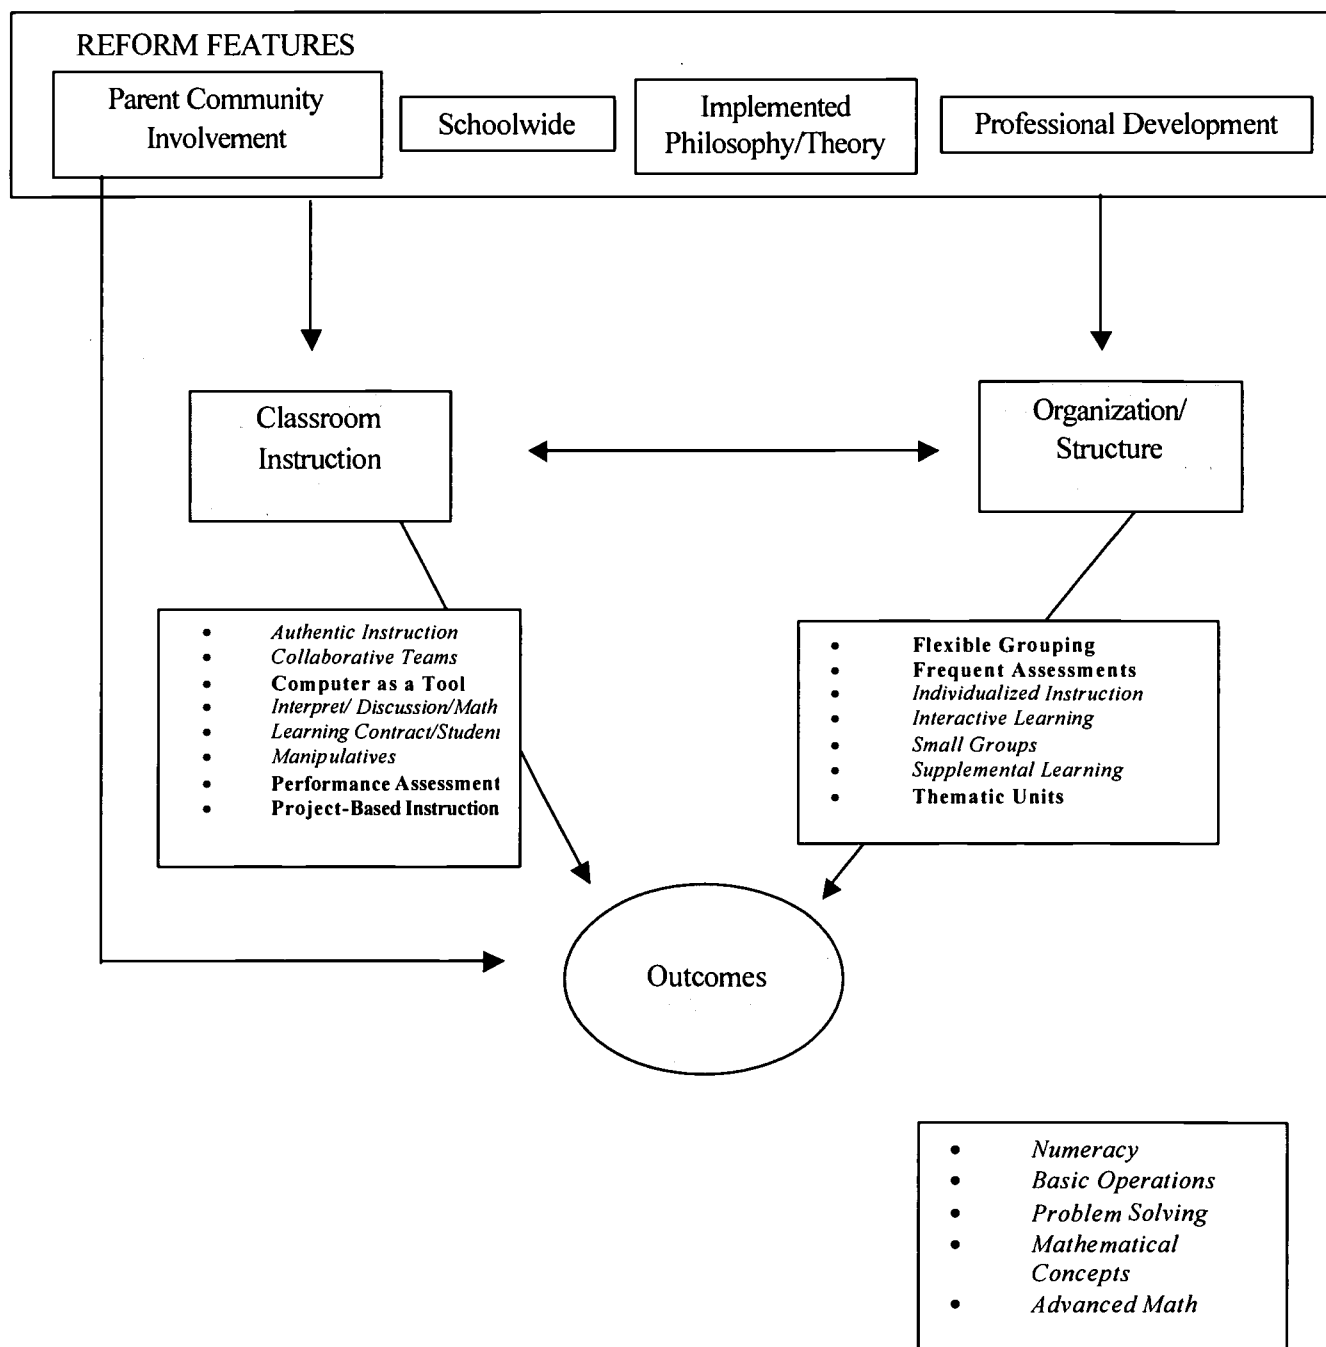 REFORM FEATURES
Parent Community
Involvement
Schoolwide
Implemented
Philosophy/Theory
Professional Development
Classroom
Instruction
Organization/
Structure
• Authentic Instruction
• Collaborative Teams
• Computer as a Tool
• Interpret/ Discussion/Math
• Learning Contract/Student
• Manipulatives
• Performance Assessment
• Project-Based Instruction
• Flexible Grouping
• Frequent Assessments
• Individualized Instruction
• Interactive Learning
• Small Groups
• Supplemental Learning
• Thematic Units
Outcomes
• Numeracy
• Basic Operations
• Problem Solving
• Mathematical
Concepts
• Advanced Math